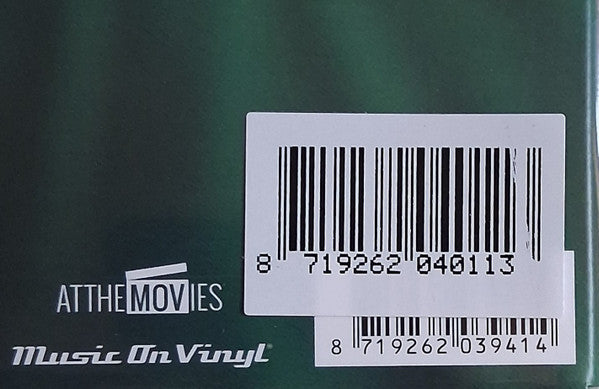 8 719262 040113
ATTHEMOVIES
8 719262 039414
Music On Vinyl